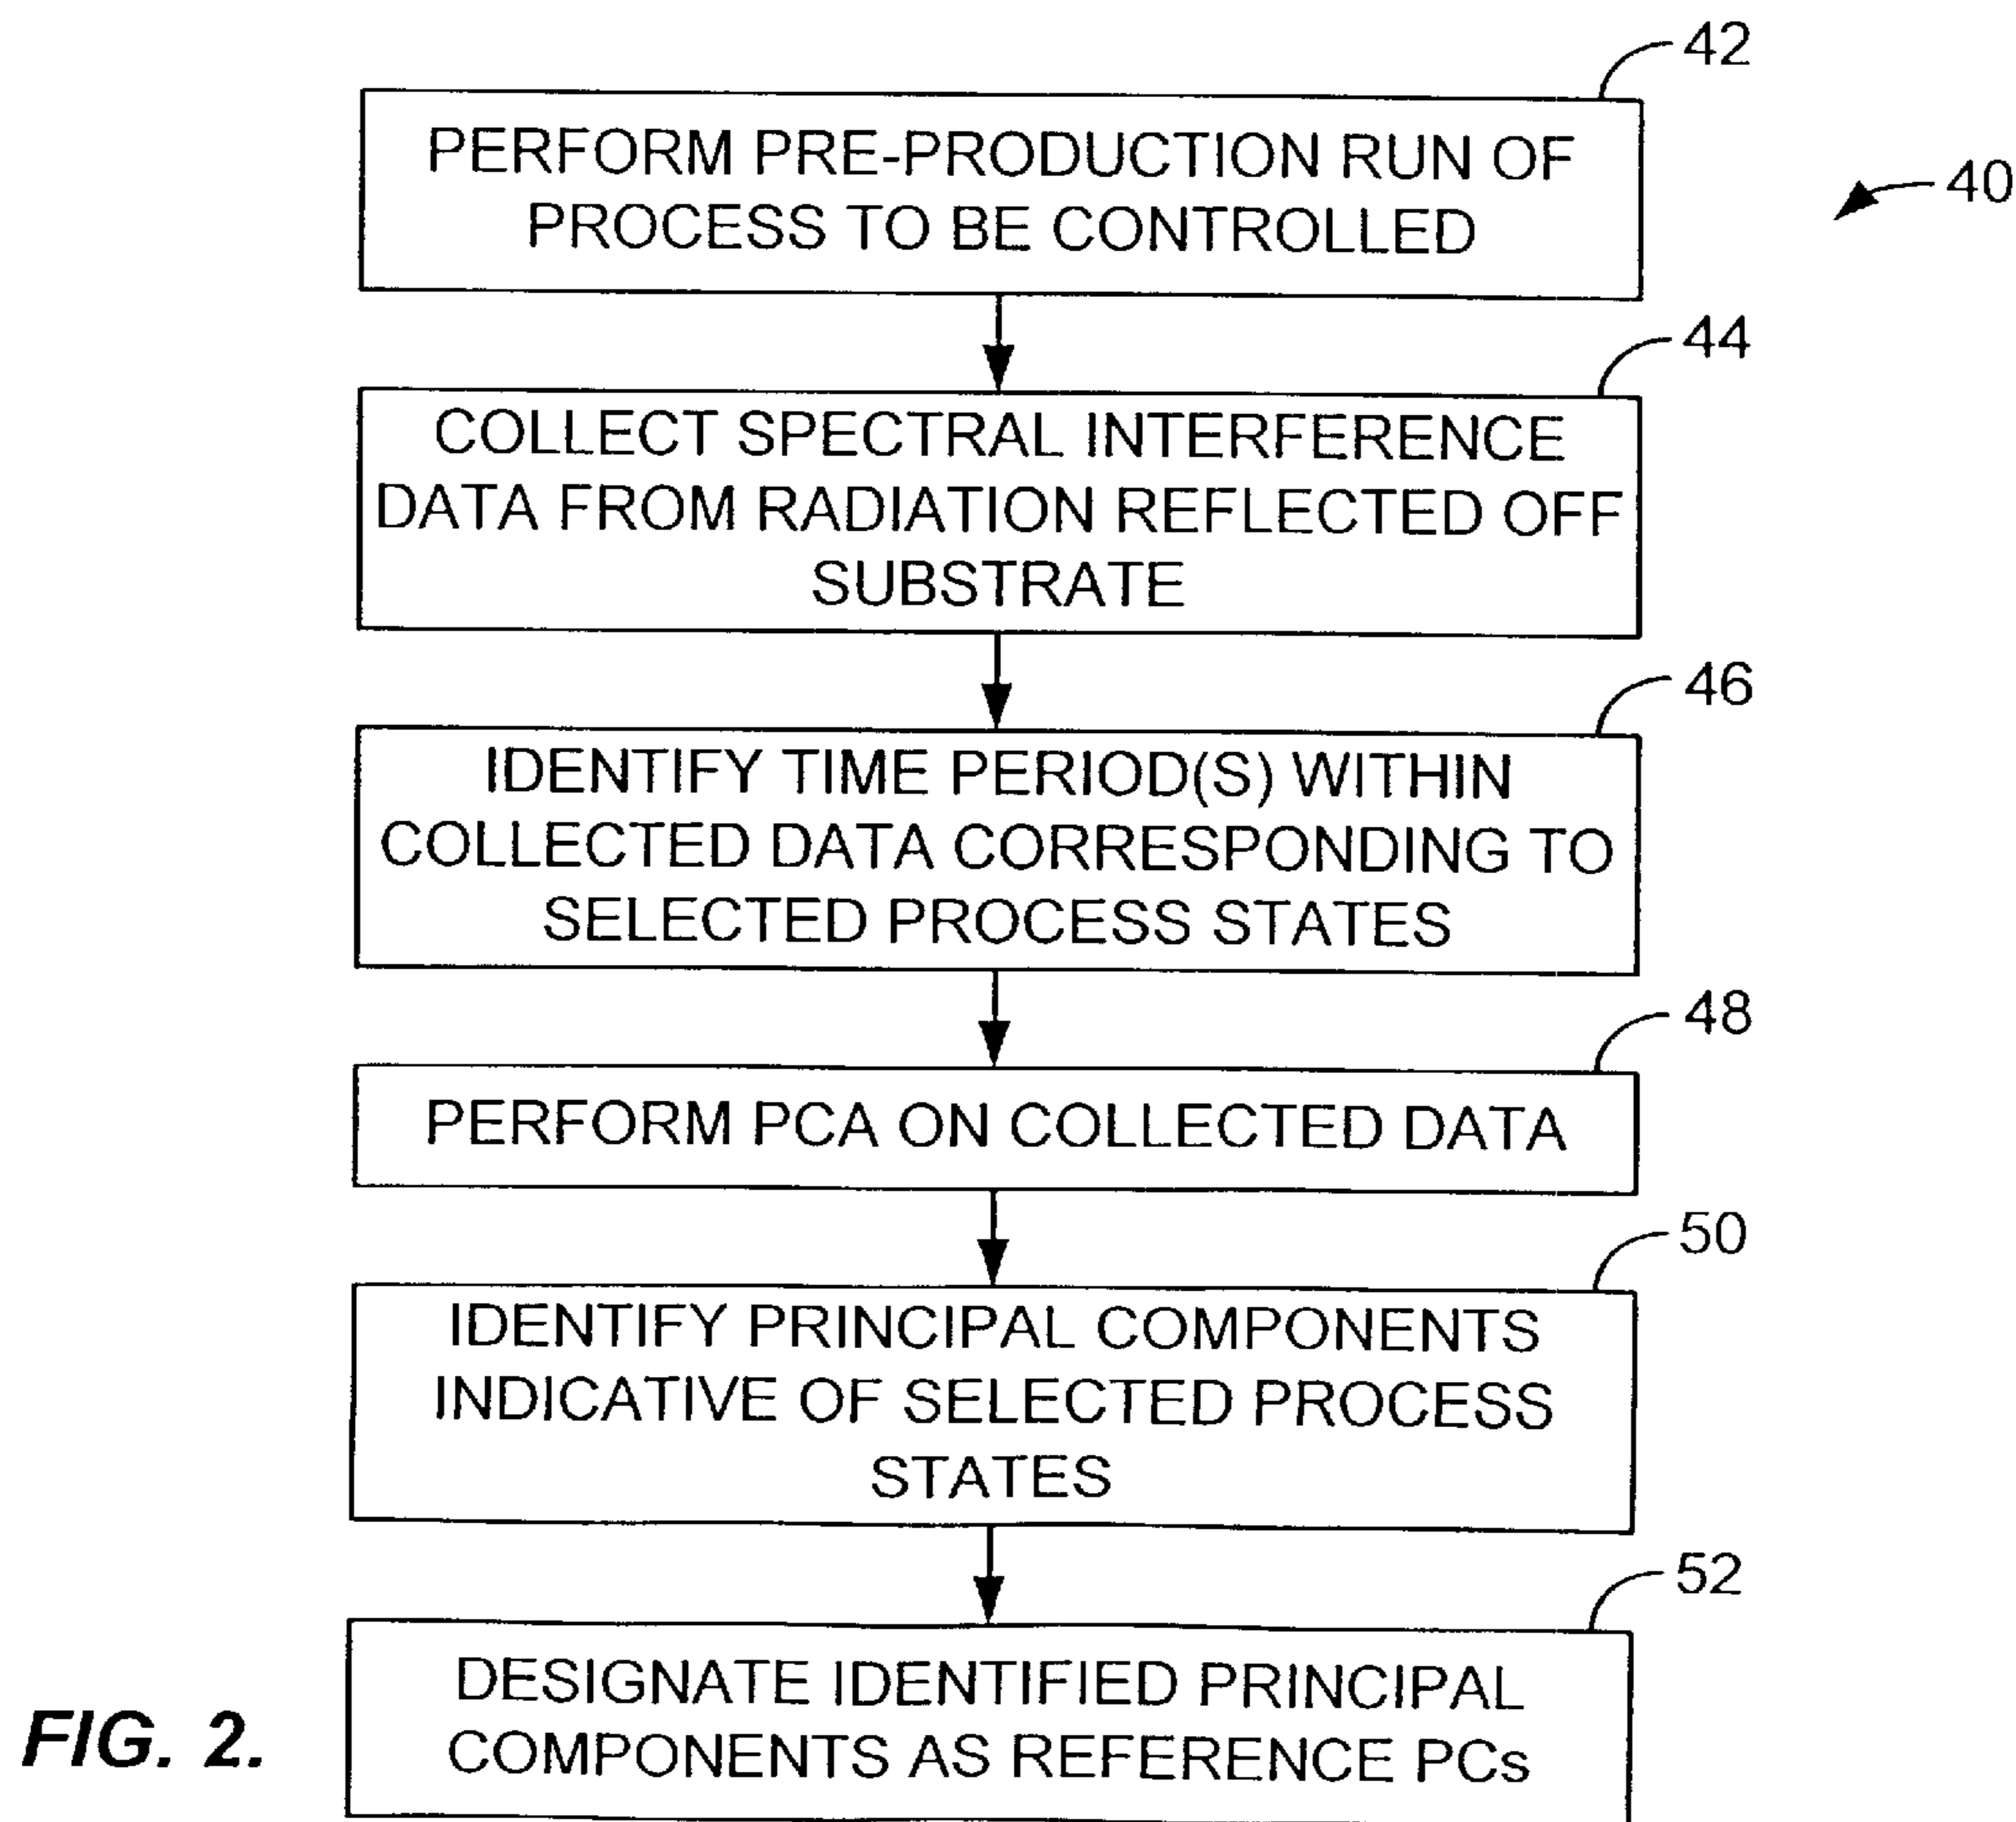 42
PERFORM PRE-PRODUCTION RUN OF
PROCESS TO BE CONTROLLED
40
44
COLLECT SPECTRAL INTERFERENCE
DATA FROM RADIATION REFLECTED OFF
SUBSTRATE
46
IDENTIFY TIME PERIOD(S) WITHIN
COLLECTED DATA CORRESPONDING TO
SELECTED PROCESS STATES
48
PERFORM PCA ON COLLECTED DATA
50
IDENTIFY PRINCIPAL COMPONENTS
INDICATIVE OF SELECTED PROCESS
STATES
52
DESIGNATE IDENTIFIED PRINCIPAL
COMPONENTS AS REFERENCE PCs
FIG. 2.